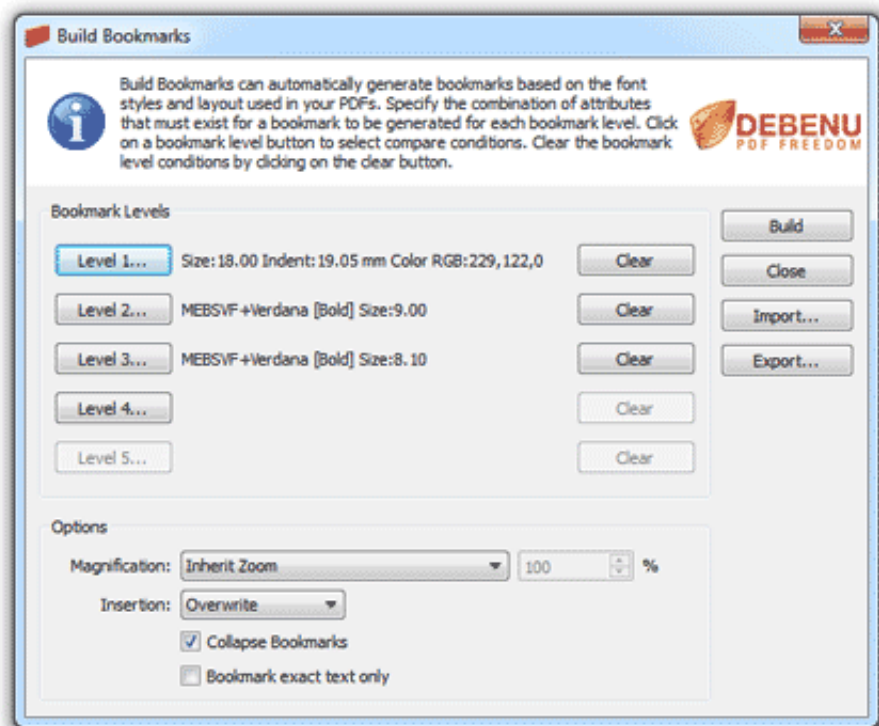 Build Bookmarks
Build Bookmarks can automatically generate bookmarks based on the font
styles and layout used in your PDFs. Specify the combination of attributes
that must exist for a bookmark to be generated for each bookmark level. Click
on a bookmark level button to select compare conditions. Clear the bookmark
level conditions by clicking on the clear button.
DEBENU
PDF FREEDOM
Bookmark Levels
Level 1... Size:18.00 Indent:19.05 mm Color RGB:229,122,0 Clear
Level 2... MEBSVF+Verdana [Bold] Size:9.00 Clear
Level 3... MEBSVF+Verdana [Bold] Size:8.10 Clear
Level 4... Clear
Level 5... Clear
Build
Close
Import...
Export...
Options
Magnification: Inherit Zoom 100 %
Insertion: Overwrite
Collapse Bookmarks
Bookmark exact text only